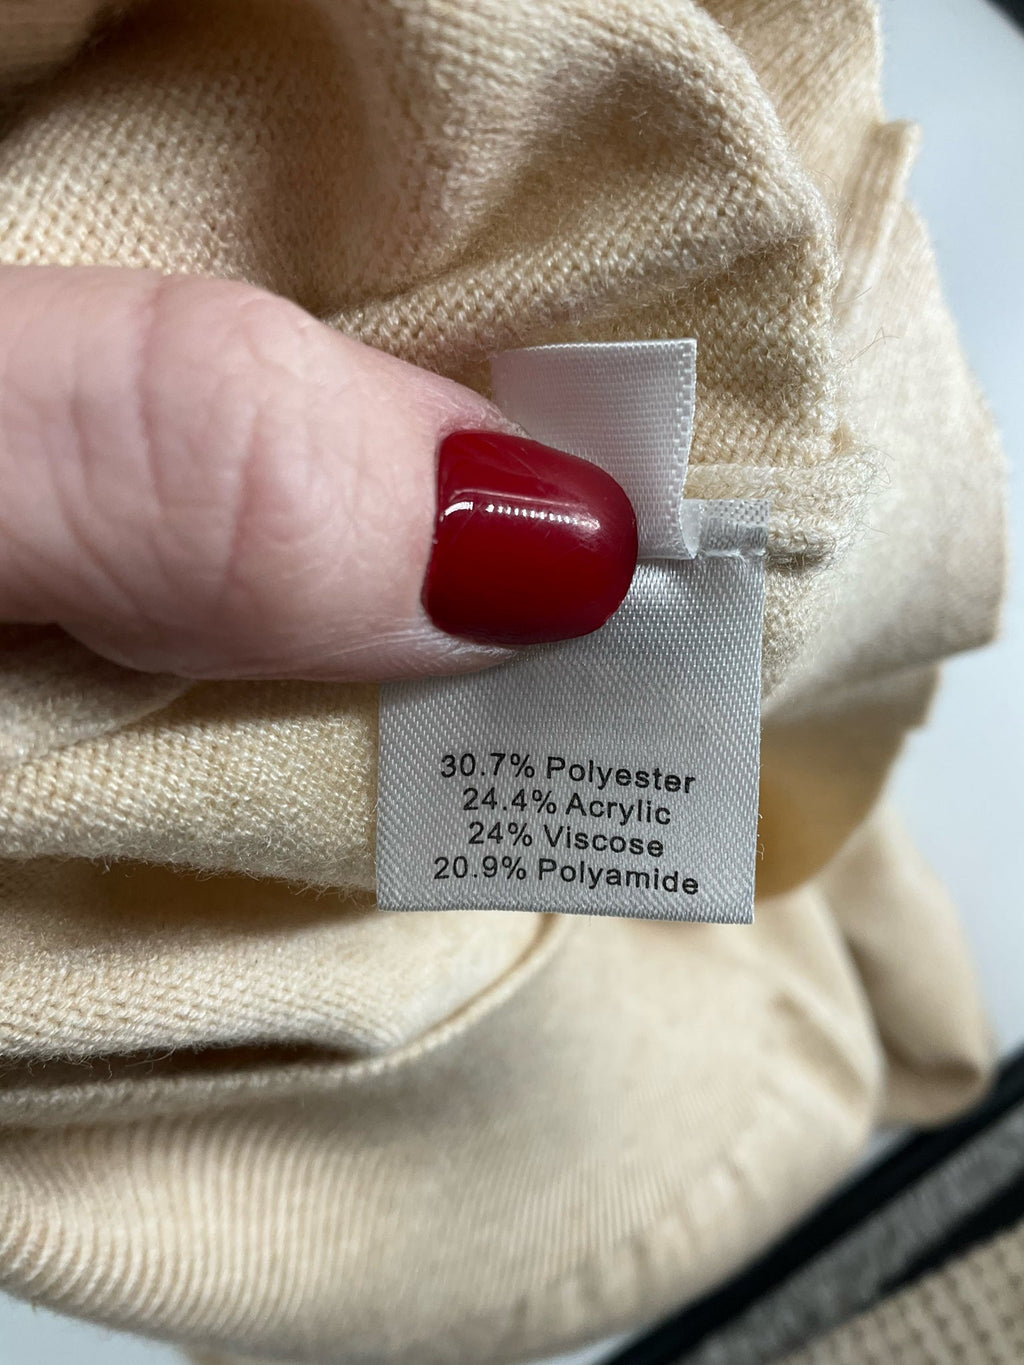 30.7% Polyester
24.4% Acrylic
24% Viscose
20.9% Polyamide